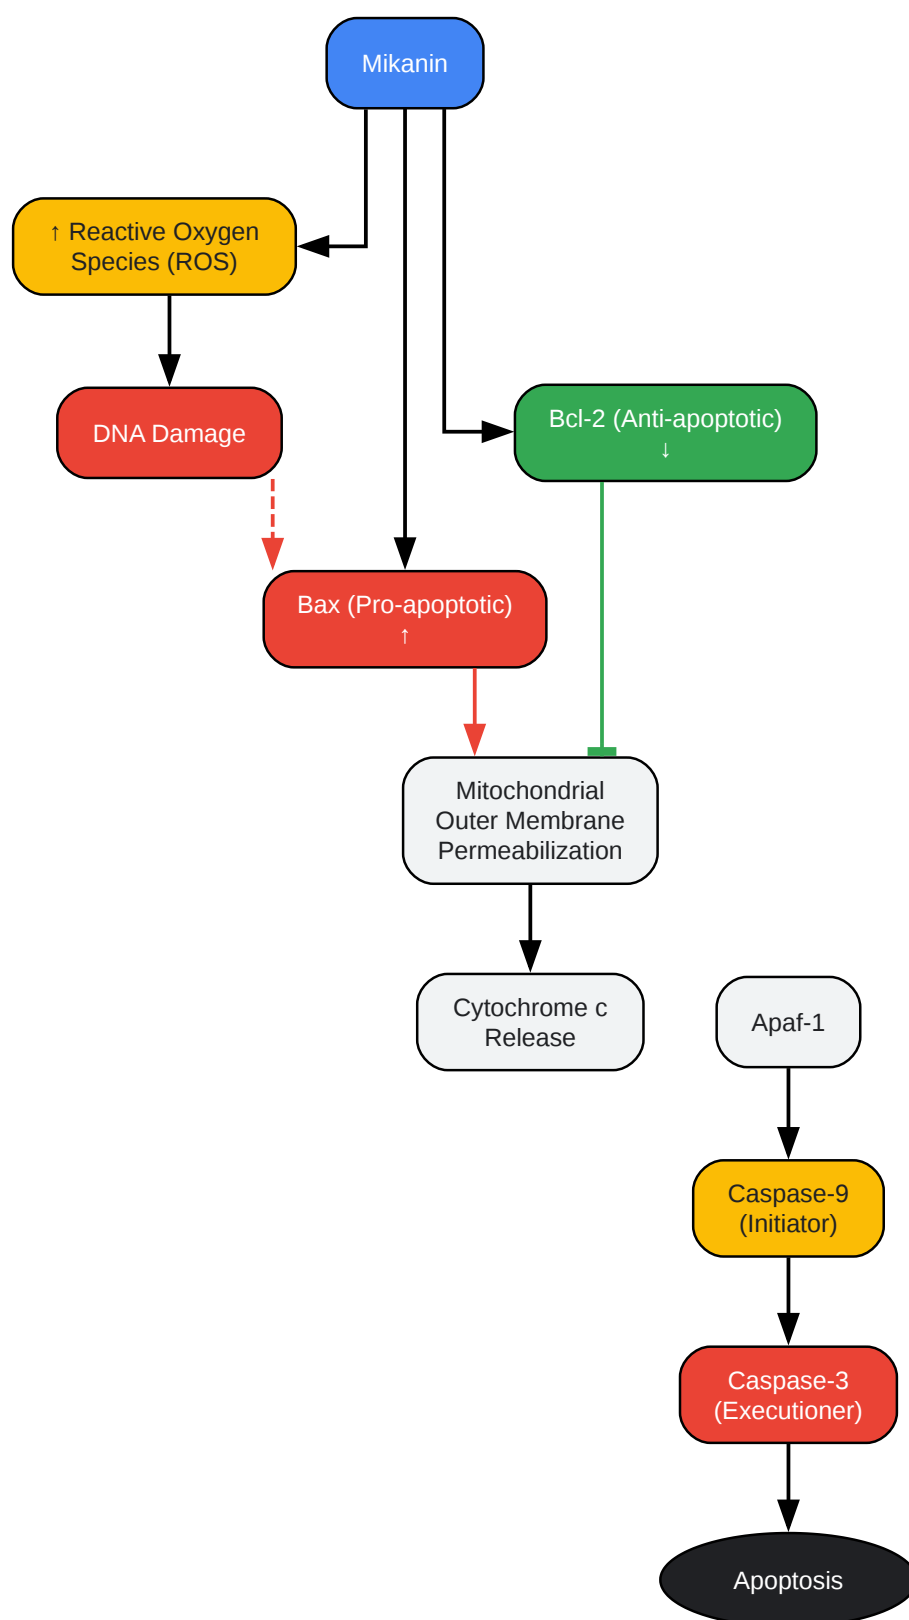 Mikanin
↑ Reactive Oxygen
Species (ROS)
DNA Damage
Bcl-2 (Anti-apoptotic)
↓
Bax (Pro-apoptotic)
↑
Mitochondrial
Outer Membrane
Permeabilization
Cytochrome c
Release
Apaf-1
Caspase-9
(Initiator)
Caspase-3
(Executioner)
Apoptosis